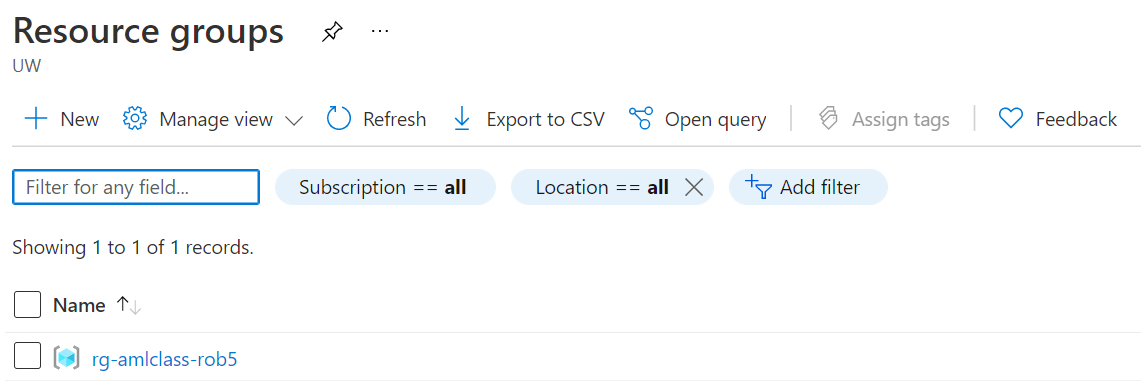 Resource groups ...
UW
New Manage view Refresh Export to CSV Open query Assign tags Feedback
Filter for any field... Subscription == all Location == all Add filter
Showing 1 to 1 of 1 records.
Name
rg-amlclass-rob5